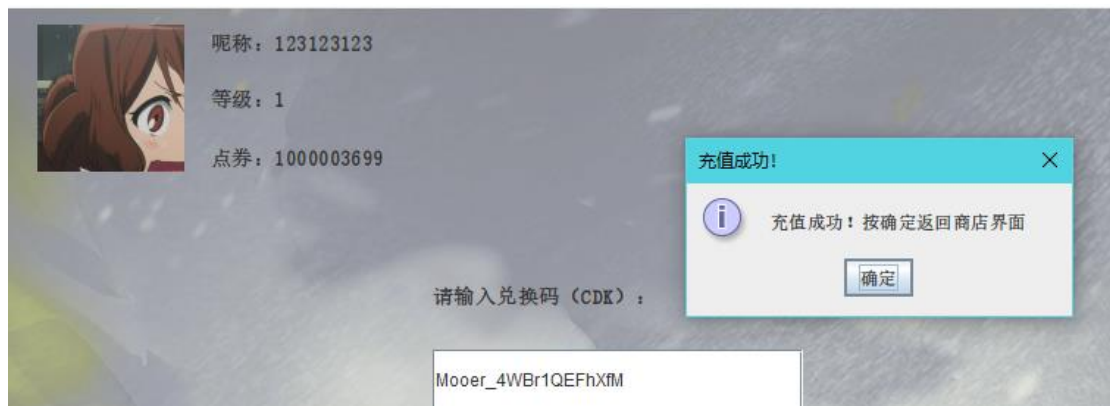 昵称：123123123
等级：1
点券：1000003699
充值成功!
充值成功！按确定返回商店界面
确定
请输入兑换码（CDK）：
Mooer_4WBr1QEFhXfM